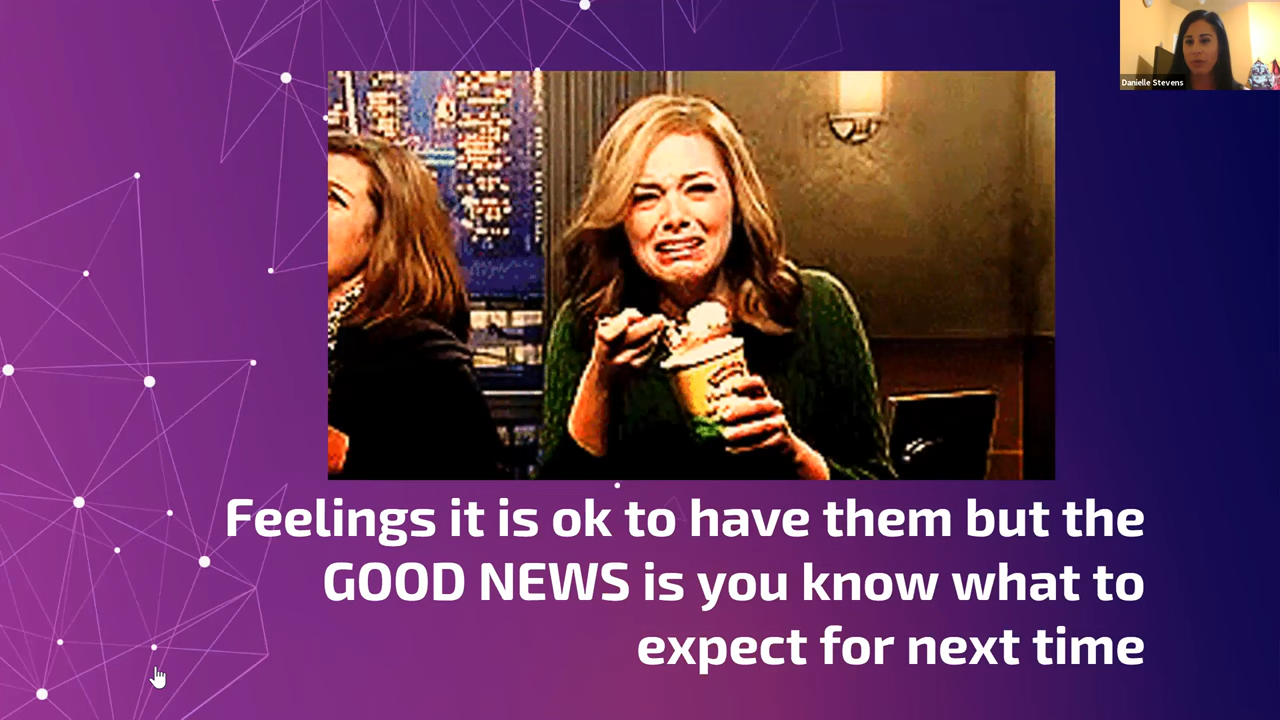 Danielle Stevens
Feelings it is ok to have them but the
GOOD NEWS is you know what to
expect for next time